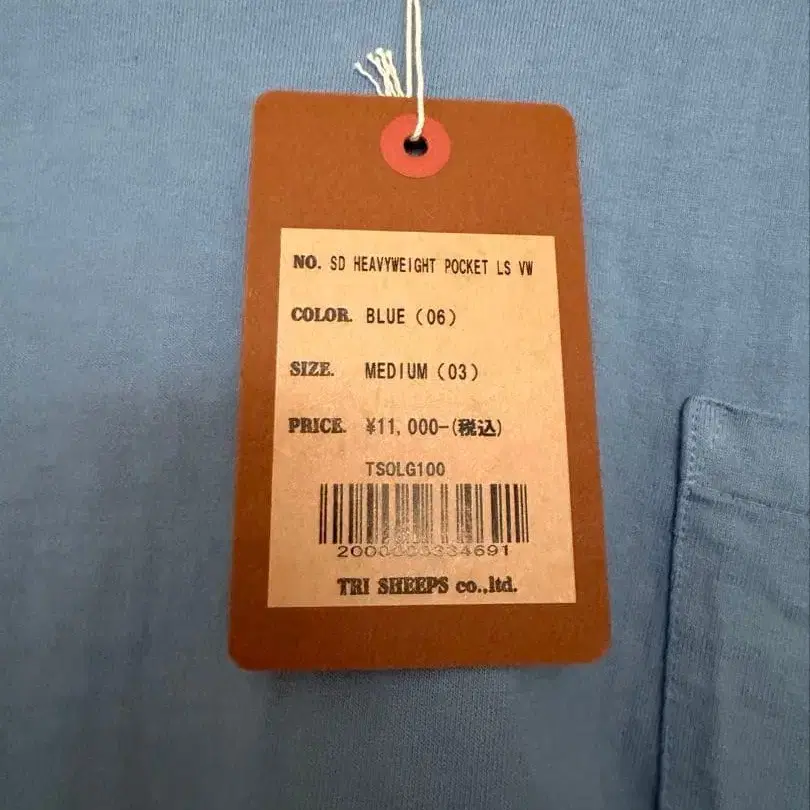 NO. SD HEAVYWEIGHT POCKET LS VW
COLOR. BLUE (06)
SIZE. MEDIUM (03)
PRICE. ¥11,000-(税込)
TSOLG100
2000000334691
TRI SHEEPS co.,ltd.